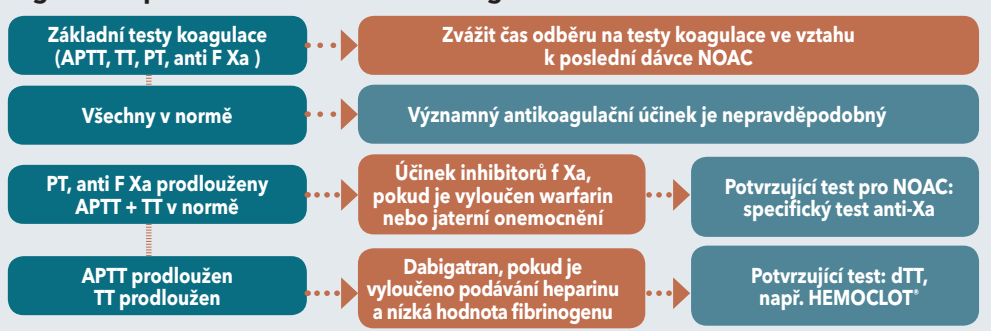 Základní testy koagulace
(APTT, TT, PT, anti F Xa )
Zvážit čas odběru na testy koagulace ve vztahu
k poslední dávce NOAC
Všechny v normě
Významný antikoagulační účinek je nepravděpodobný
PT, anti F Xa prodlouženy
APTT + TT v normě
Účinek inhibitorů f Xa,
pokud je vyloučen warfarin
nebo jaterní onemocnění
Potvrzující test pro NOAC:
specifický test anti-Xa
APTT prodloužen
TT prodloužen
Dabigatran, pokud je
vyloučeno podávání heparinu
a nízká hodnota fibrinogenu
Potvrzující test: dTT,
např. HEMOCLOT®